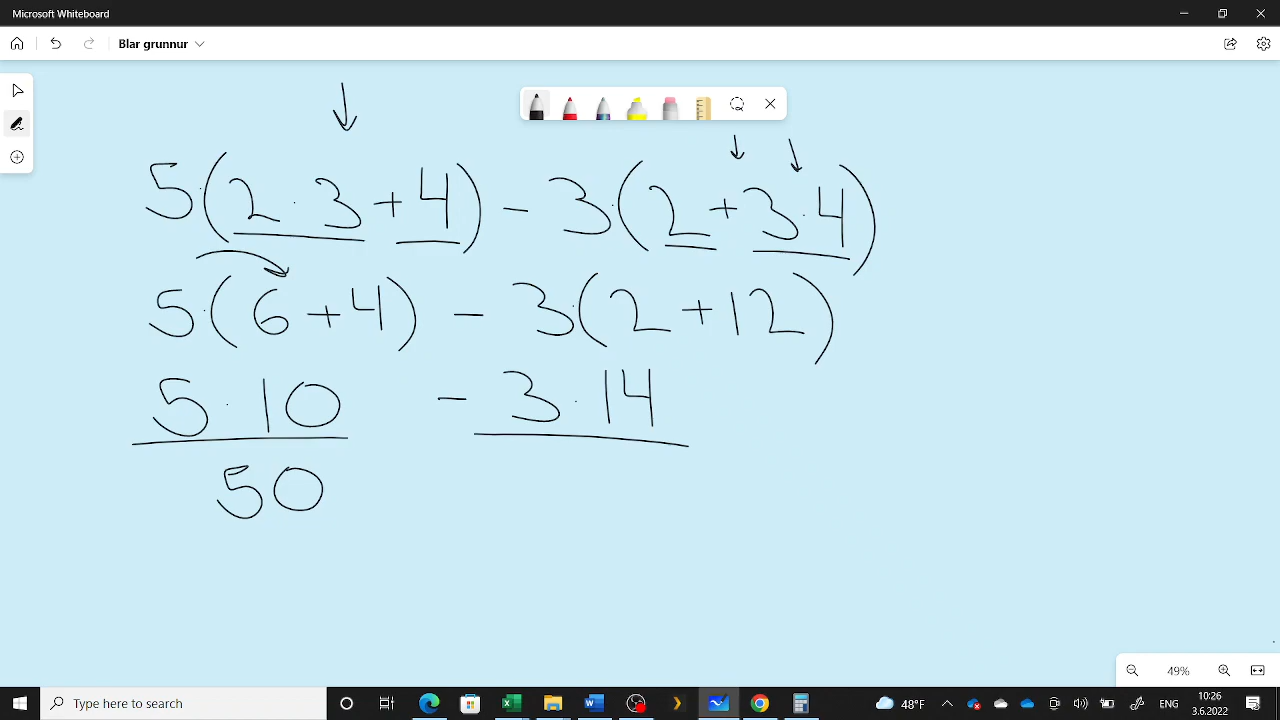 Microsoft Whiteboard
Blar grunnur
5·(2·3+4) - 3·(2+3·4)
5·(6+4) - 3·(2+12)
5·10 - 3·14
50
49%
Type here to search
48°F
ENG
10:26
3.6.2022